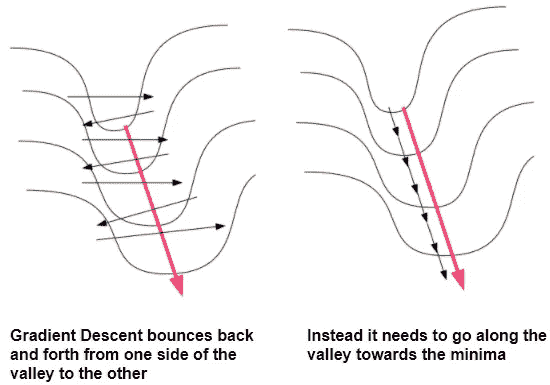 Gradient Descent bounces back
and forth from one side of the
valley to the other
Instead it needs to go along the
valley towards the minima